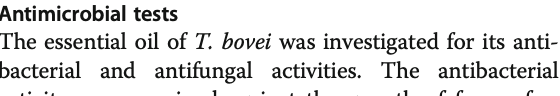 Antimicrobial tests
The essential oil of T. bovei was investigated for its anti-
bacterial and antifungal activities. The antibacterial